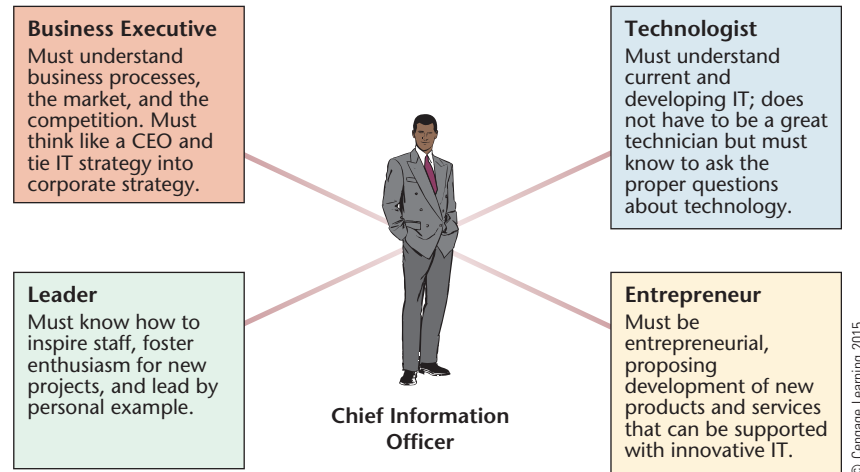 Business Executive
Must understand
business processes,
the market, and the
competition. Must
think like a CEO and
tie IT strategy into
corporate strategy.
Technologist
Must understand
current and
developing IT; does
not have to be a great
technician but must
know to ask the
proper questions
about technology.
Leader
Must know how to
inspire staff, foster
enthusiasm for new
projects, and lead by
personal example.
Entrepreneur
Must be
entrepreneurial,
proposing
development of new
products and services
that can be supported
with innovative IT.
Chief Information
Officer
© Cengage Learning 2015